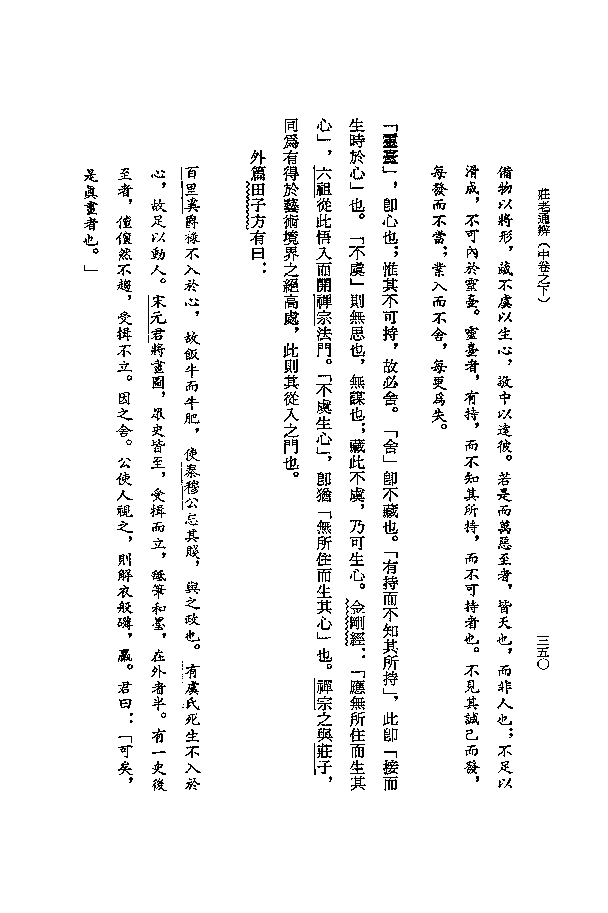 莊老通辨（中卷之下）
三五〇
備物以將形，藏不虞以生心，敬中以達彼。若是而萬惡至者，皆天也，而非人也；不足以
滑成，不可內於靈臺。靈臺者，有持，而不知其所持，而不可持者也。不見其誠己而發，
每發而不當；業入而不舍，每更爲失。
「靈臺」，卽心也；惟其不可持，故必舍。「舍」卽不藏也。「有持而不知其所持」，此卽「接而
生時於心」也。「不虞」則無思也，無謀也；藏此不虞，乃可生心。金剛經：「應無所住而生其
心」，六祖從此悟入而開禪宗法門。「不虞生心」，卽猶「無所住而生其心」也。禪宗之與莊子，
同爲有得於藝術境界之絕高處，此則其從入之門也。
外篇田子方有曰：
百里奚爵祿不入於心，故飯牛而牛肥，使秦穆公忘其賤，與之政也。有虞氏死生不入於
心，故足以動人。宋元君將畫圖，眾史皆至，受揖而立，舐筆和墨，在外者半。有一史後
至者，儃儃然不趨，受揖不立。因之舍。公使人視之，則解衣般礴，臝。君曰：「可矣，
是眞畫者也。」